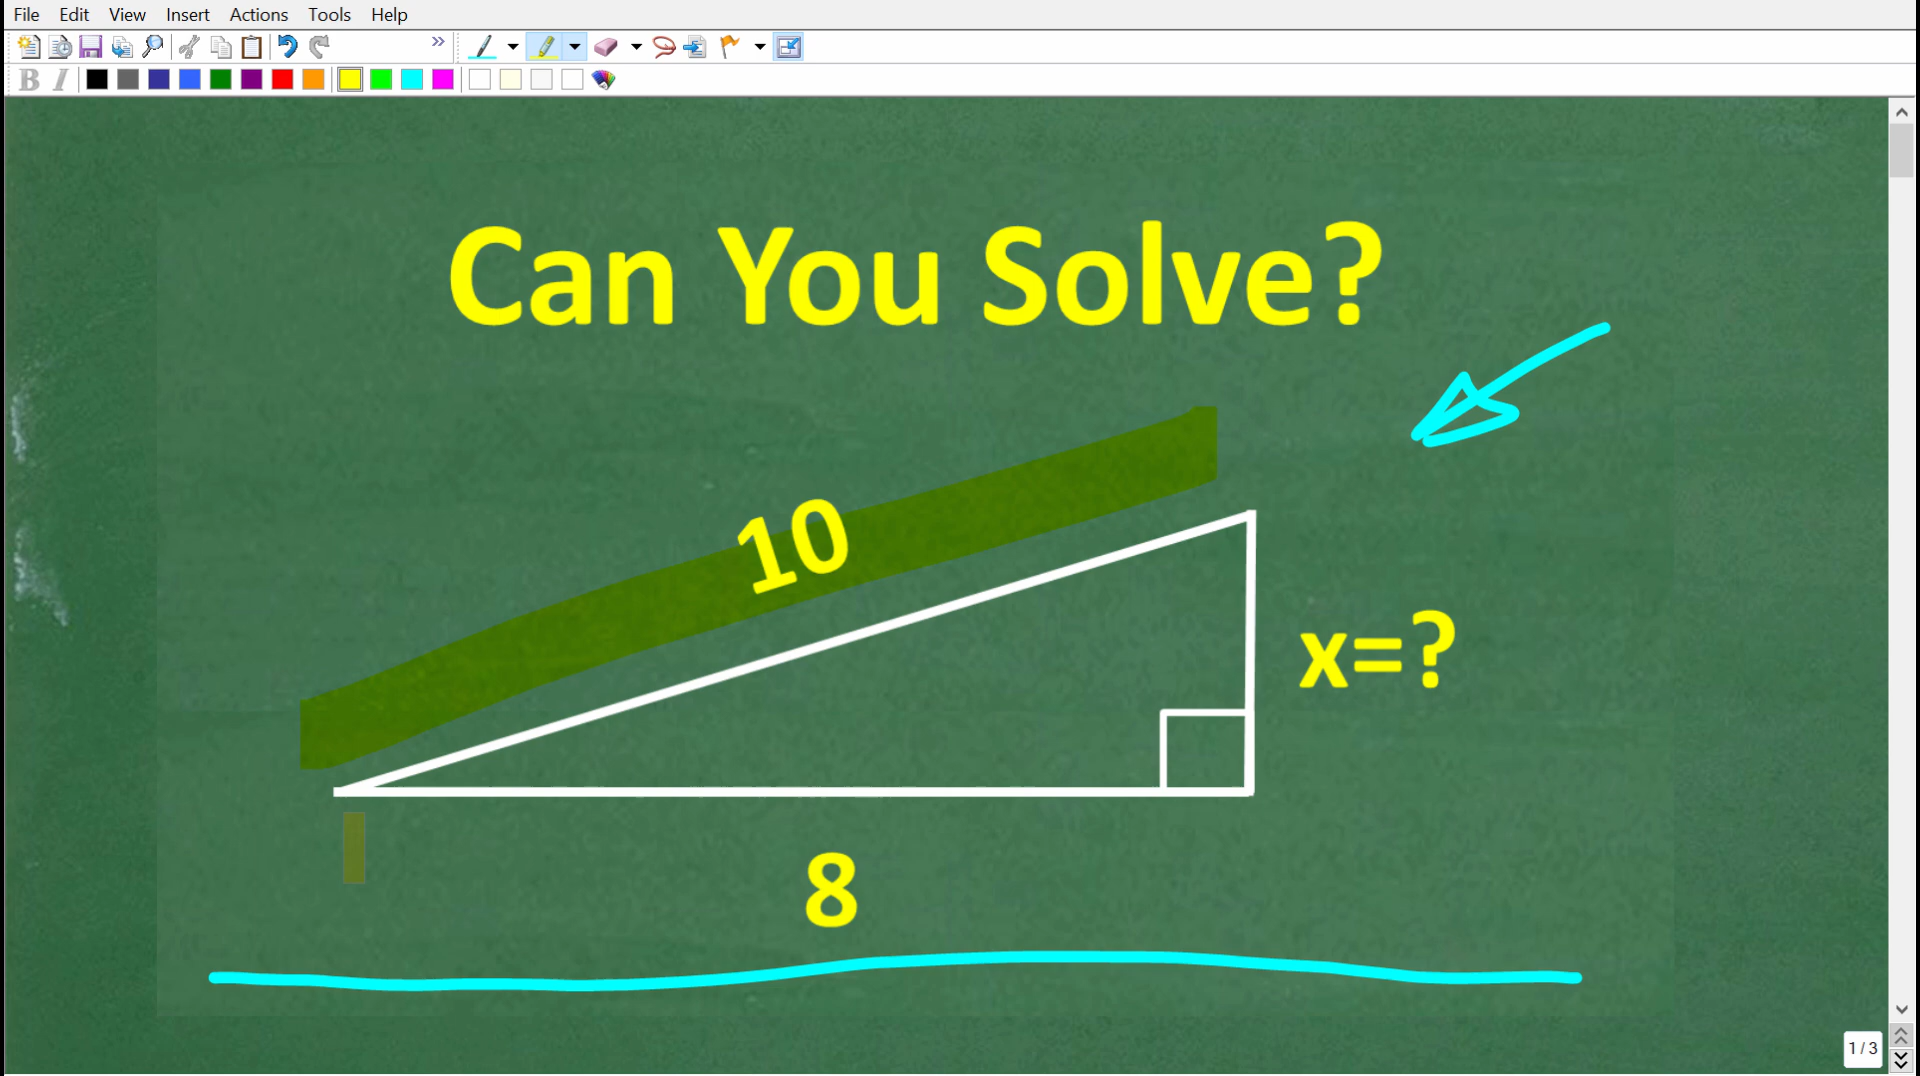 File Edit View Insert Actions Tools Help
B I
Can You Solve?
10
x=?
8
1 / 3